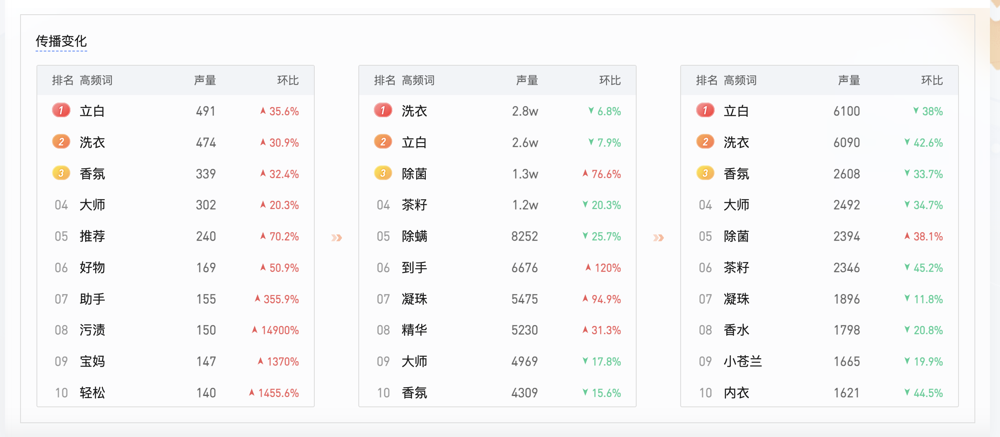 传播变化
排名 高频词 声量 环比
1 立白 491 35.6%
2 洗衣 474 30.9%
3 香氛 339 32.4%
04 大师 302 20.3%
05 推荐 240 70.2%
06 好物 169 50.9%
07 助手 155 355.9%
08 污渍 150 14900%
09 宝妈 147 1370%
10 轻松 140 1455.6%
排名 高频词 声量 环比
1 洗衣 2.8w 6.8%
2 立白 2.6w 7.9%
3 除菌 1.3w 76.6%
04 茶籽 1.2w 20.3%
05 除螨 8252 25.7%
06 到手 6676 120%
07 凝珠 5475 94.9%
08 精华 5230 31.3%
09 大师 4969 17.8%
10 香氛 4309 15.6%
排名 高频词 声量 环比
1 立白 6100 38%
2 洗衣 6090 42.6%
3 香氛 2608 33.7%
04 大师 2492 34.7%
05 除菌 2394 38.1%
06 茶籽 2346 45.2%
07 凝珠 1896 11.8%
08 香水 1798 20.8%
09 小苍兰 1665 19.9%
10 内衣 1621 44.5%